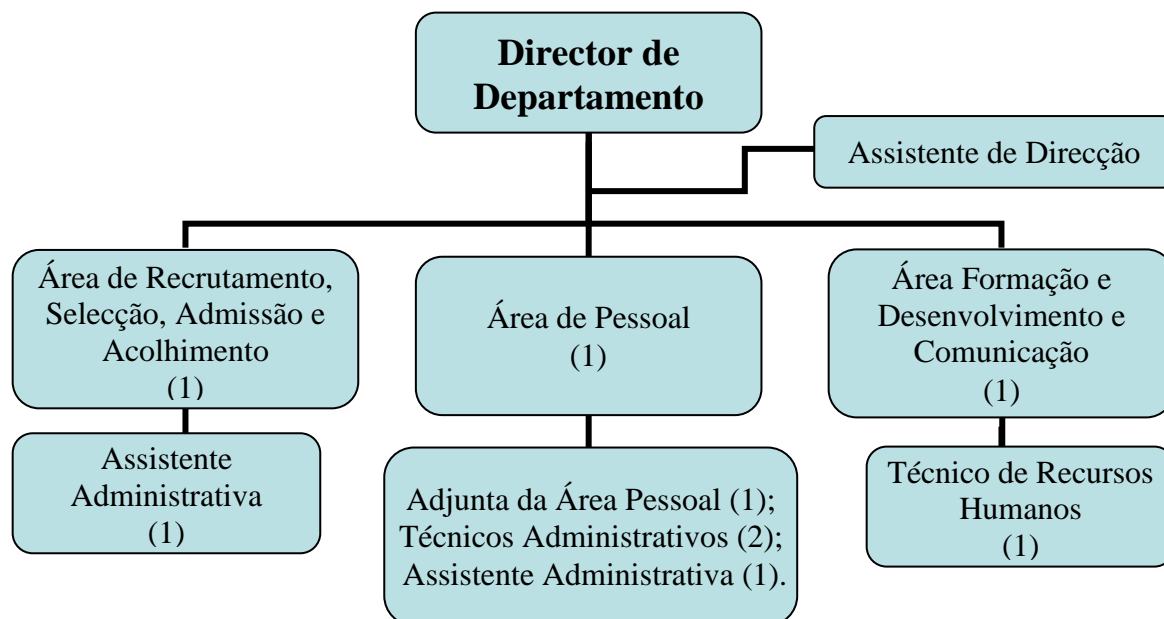 Director de
Departamento
Assistente de Direcção
Área de Recrutamento,
Selecção, Admissão e
Acolhimento
(1)
Área de Pessoal
(1)
Área Formação e
Desenvolvimento e
Comunicação
(1)
Assistente
Administrativa
(1)
Adjunta da Área Pessoal (1);
Técnicos Administrativos (2);
Assistente Administrativa (1).
Técnico de Recursos
Humanos
(1)